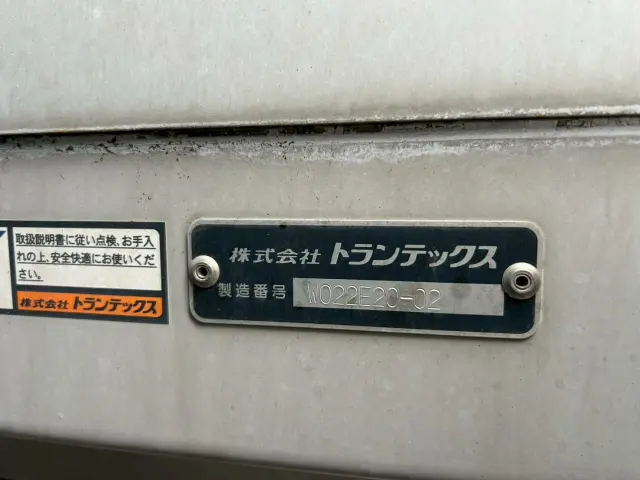 取扱説明書に従い点検、お手入
れの上、安全快適にお使いくだ
さい。
株式会社 トランテックス
株式会社 トランテックス
製造番号 W022E20-02